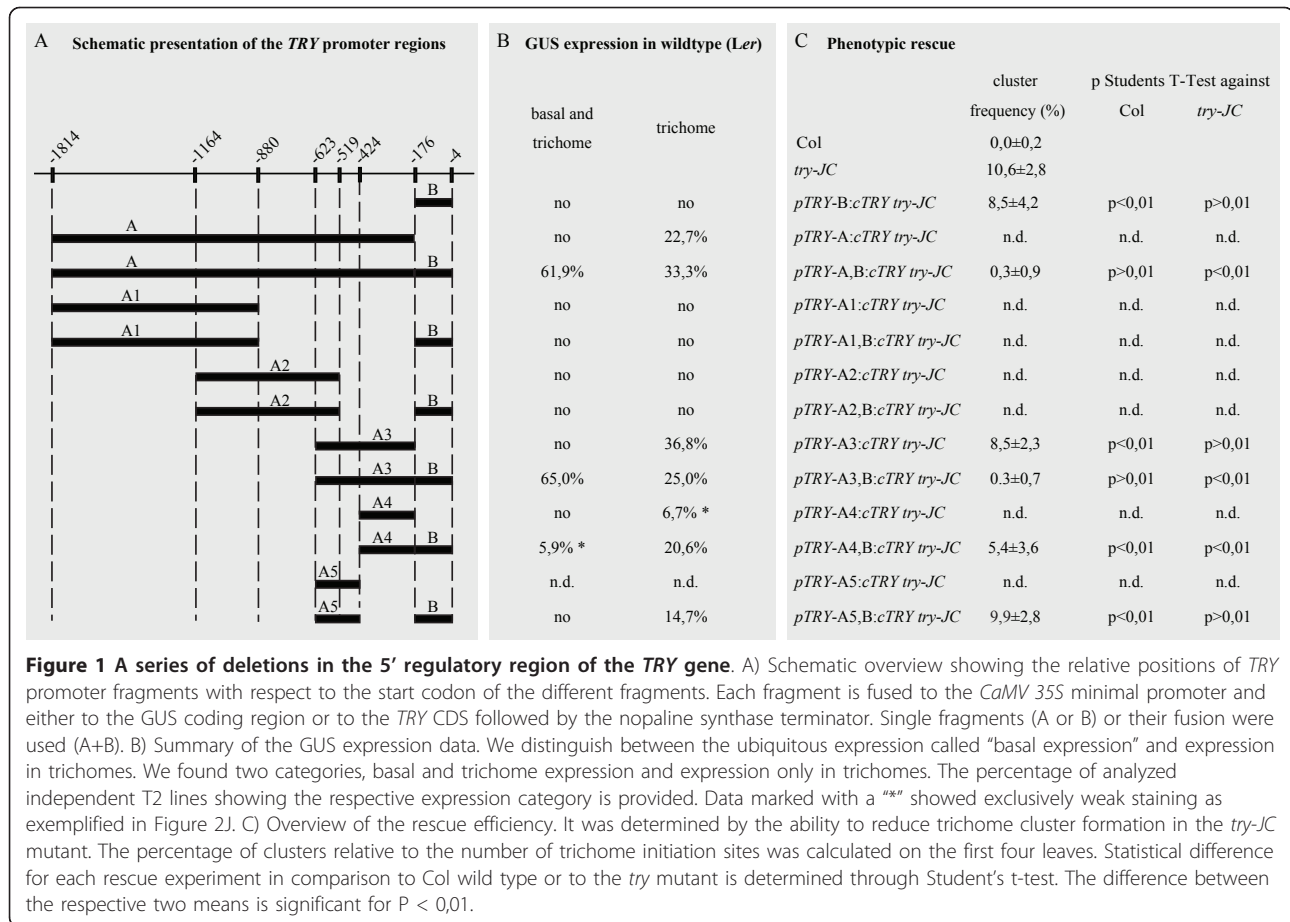 A Schematic presentation of the TRY promoter regions
-1814 -1164 -880 -623 -519 -424 -176 -4
B
A
A B
A1
A1 B
A2
A2 B
A3
A3 B
A4
A4 B
A5
A5 B
B GUS expression in wildtype (Ler)
basal and trichome
trichome
no no
no 22,7%
61,9% 33,3%
no no
no no
no no
no no
no 36,8%
65,0% 25,0%
no 6,7% *
5,9% * 20,6%
n.d. n.d.
no 14,7%
C Phenotypic rescue
cluster p Students T-Test against
frequency (%) Col try-JC
Col 0,0±0,2
try-JC 10,6±2,8
pTRY-B:cTRY try-JC 8,5±4,2 p<0,01 p>0,01
pTRY-A:cTRY try-JC n.d. n.d. n.d.
pTRY-A,B:cTRY try-JC 0,3±0,9 p>0,01 p<0,01
pTRY-A1:cTRY try-JC n.d. n.d. n.d.
pTRY-A1,B:cTRY try-JC n.d. n.d. n.d.
pTRY-A2:cTRY try-JC n.d. n.d. n.d.
pTRY-A2,B:cTRY try-JC n.d. n.d. n.d.
pTRY-A3:cTRY try-JC 8,5±2,3 p<0,01 p>0,01
pTRY-A3,B:cTRY try-JC 0.3±0,7 p>0,01 p<0,01
pTRY-A4:cTRY try-JC n.d. n.d. n.d.
pTRY-A4,B:cTRY try-JC 5,4±3,6 p<0,01 p<0,01
pTRY-A5:cTRY try-JC n.d. n.d. n.d.
pTRY-A5,B:cTRY try-JC 9,9±2,8 p<0,01 p>0,01
Figure 1 A series of deletions in the 5' regulatory region of the TRY gene. A) Schematic overview showing the relative positions of TRY
promoter fragments with respect to the start codon of the different fragments. Each fragment is fused to the CaMV 35S minimal promoter and
either to the GUS coding region or to the TRY CDS followed by the nopaline synthase terminator. Single fragments (A or B) or their fusion were
used (A+B). B) Summary of the GUS expression data. We distinguish between the ubiquitous expression called "basal expression" and expression
in trichomes. We found two categories, basal and trichome expression and expression only in trichomes. The percentage of analyzed
independent T2 lines showing the respective expression category is provided. Data marked with a "*" showed exclusively weak staining as
exemplified in Figure 2J. C) Overview of the rescue efficiency. It was determined by the ability to reduce trichome cluster formation in the try-JC
mutant. The percentage of clusters relative to the number of trichome initiation sites was calculated on the first four leaves. Statistical difference
for each rescue experiment in comparison to Col wild type or to the try mutant is determined through Student's t-test. The difference between
the respective two means is significant for P < 0,01.